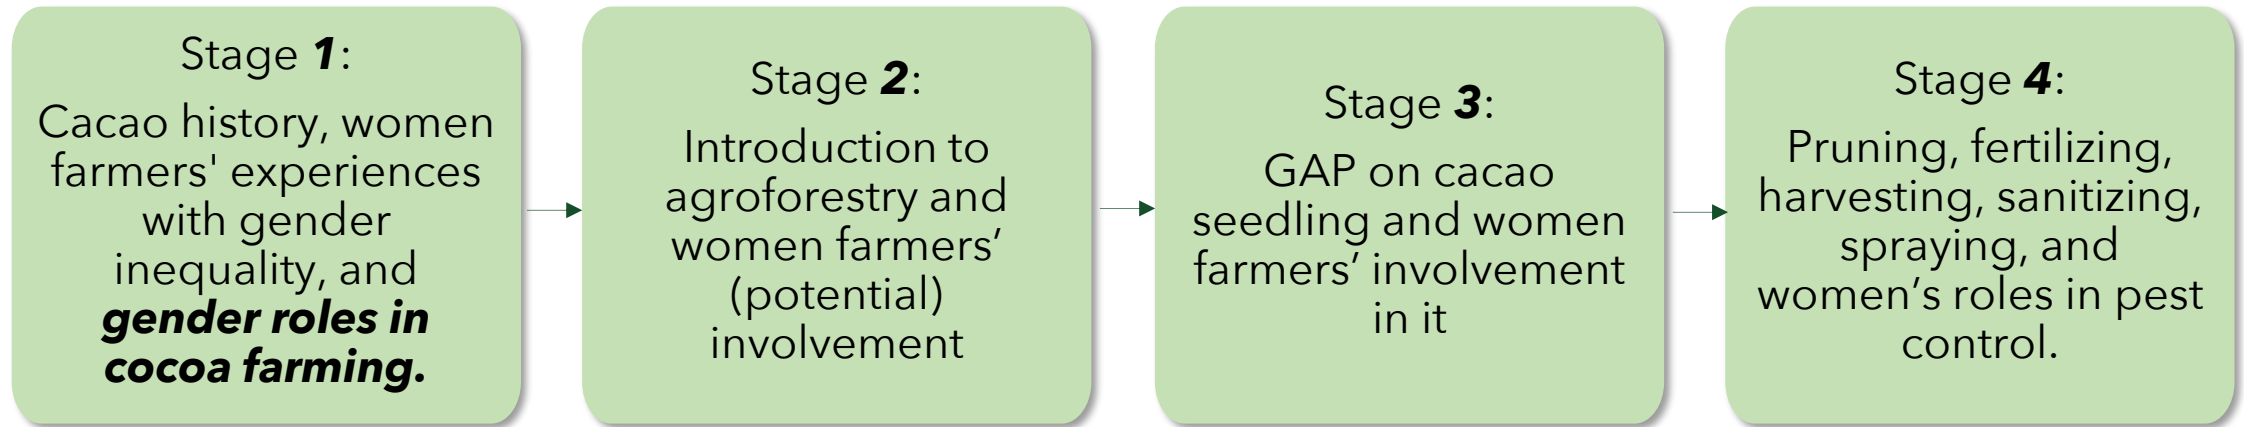 Stage 1:
Cacao history, women
farmers' experiences
with gender
inequality, and
gender roles in
cocoa farming.
Stage 2:
Introduction to
agroforestry and
women farmers’
(potential)
involvement
Stage 3:
GAP on cacao
seedling and women
farmers’ involvement
in it
Stage 4:
Pruning, fertilizing,
harvesting, sanitizing,
spraying, and
women’s roles in pest
control.